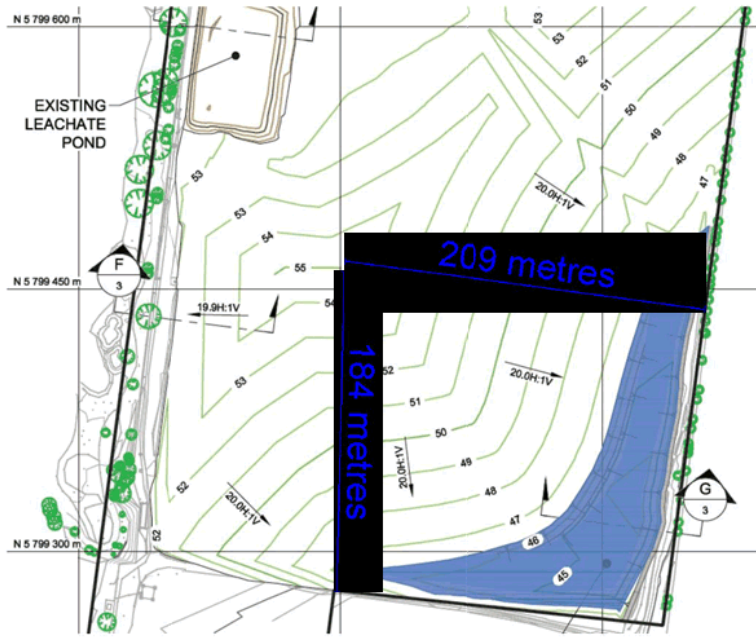 N 5 799 600
EXISTING
LEACHATE
POND
53
53
52
51
50
49
48
47
53
53
54
55
54
53
52
52
20.0H:1V
209 metres
F
3
N 5 799 450 m
19.9H:1V
184 metres
52
51
50
49
48
47
46
45
20.0H:1V
20.0H:1V
20.0H:1V
G
3
N 5 799 300 m